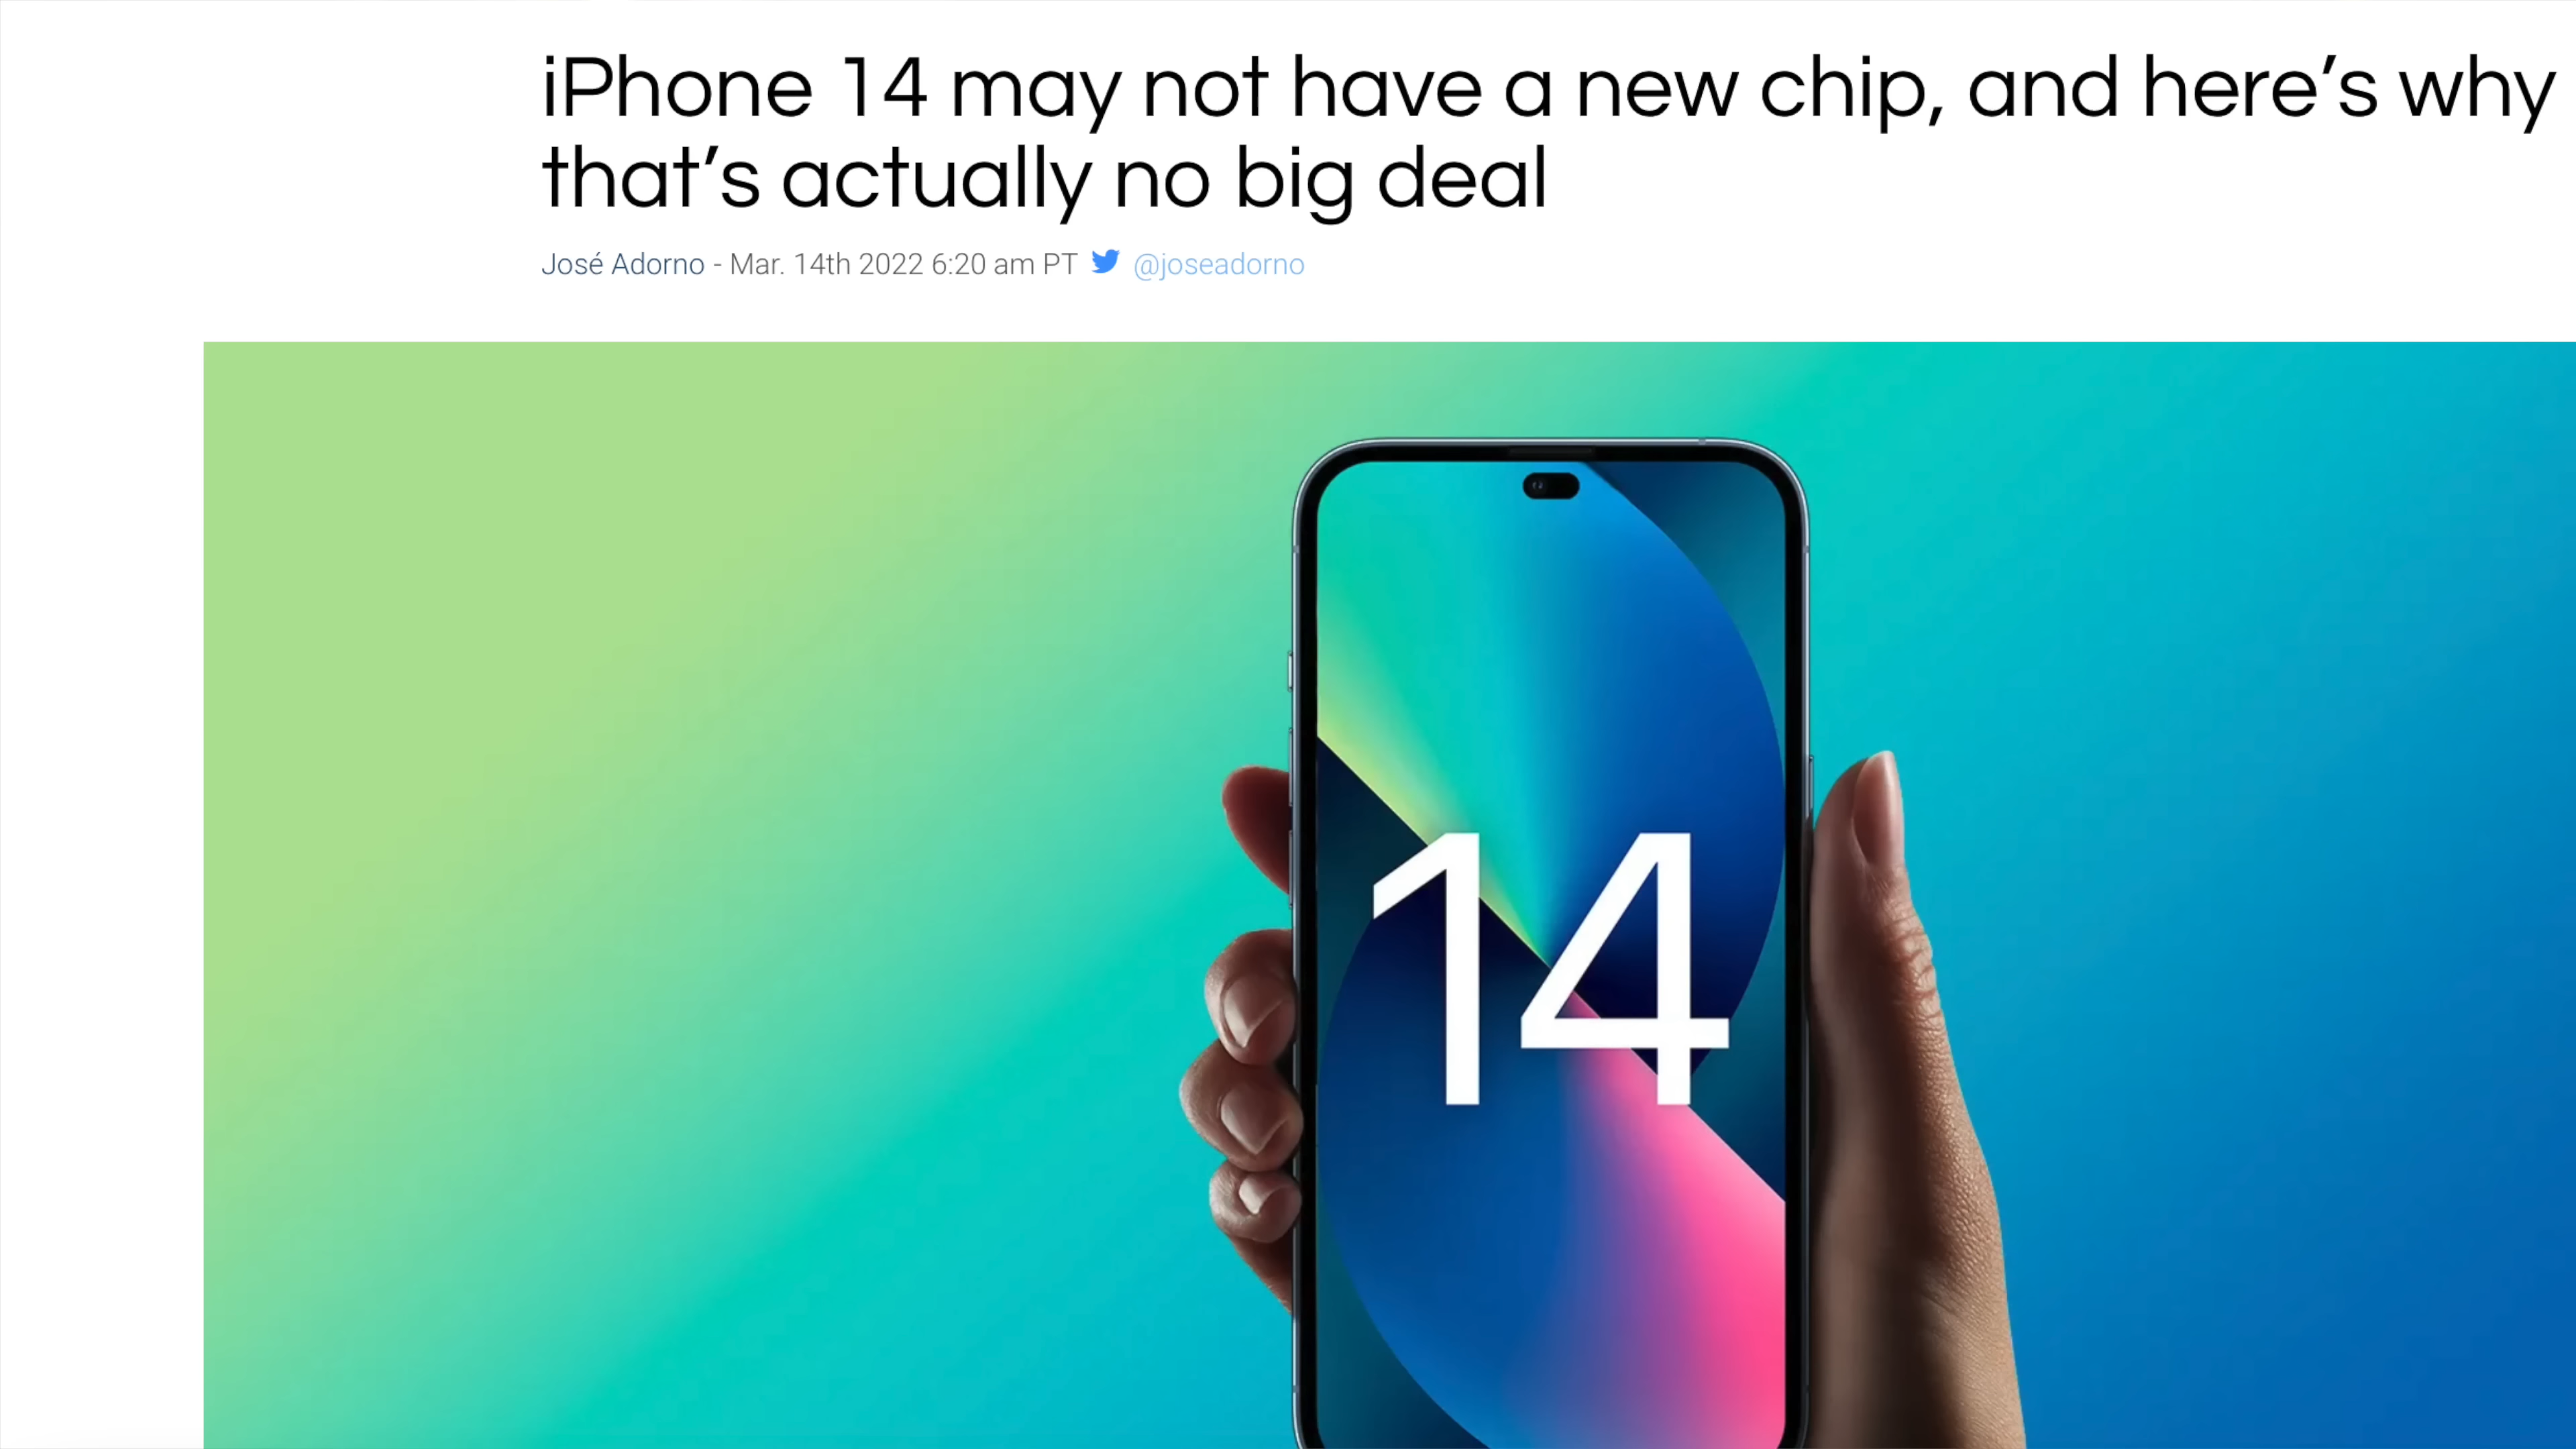 iPhone 14 may not have a new chip, and here’s why
that’s actually no big deal
José Adorno - Mar. 14th 2022 6:20 am PT @joseadorno
14